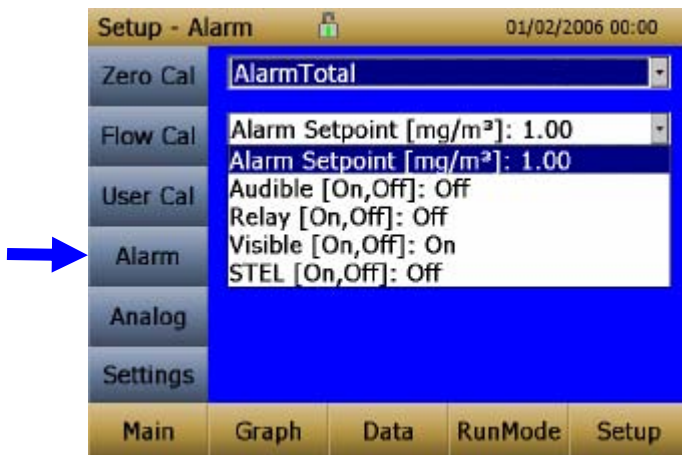 Setup - Alarm 01/02/2006 00:00
Zero Cal
AlarmTotal
Flow Cal
Alarm Setpoint [mg/m³]: 1.00
Alarm Setpoint [mg/m³]: 1.00
User Cal
Audible [On,Off]: Off
Relay [On,Off]: Off
Alarm
Visible [On,Off]: On
STEL [On,Off]: Off
Analog
Settings
Main Graph Data RunMode Setup